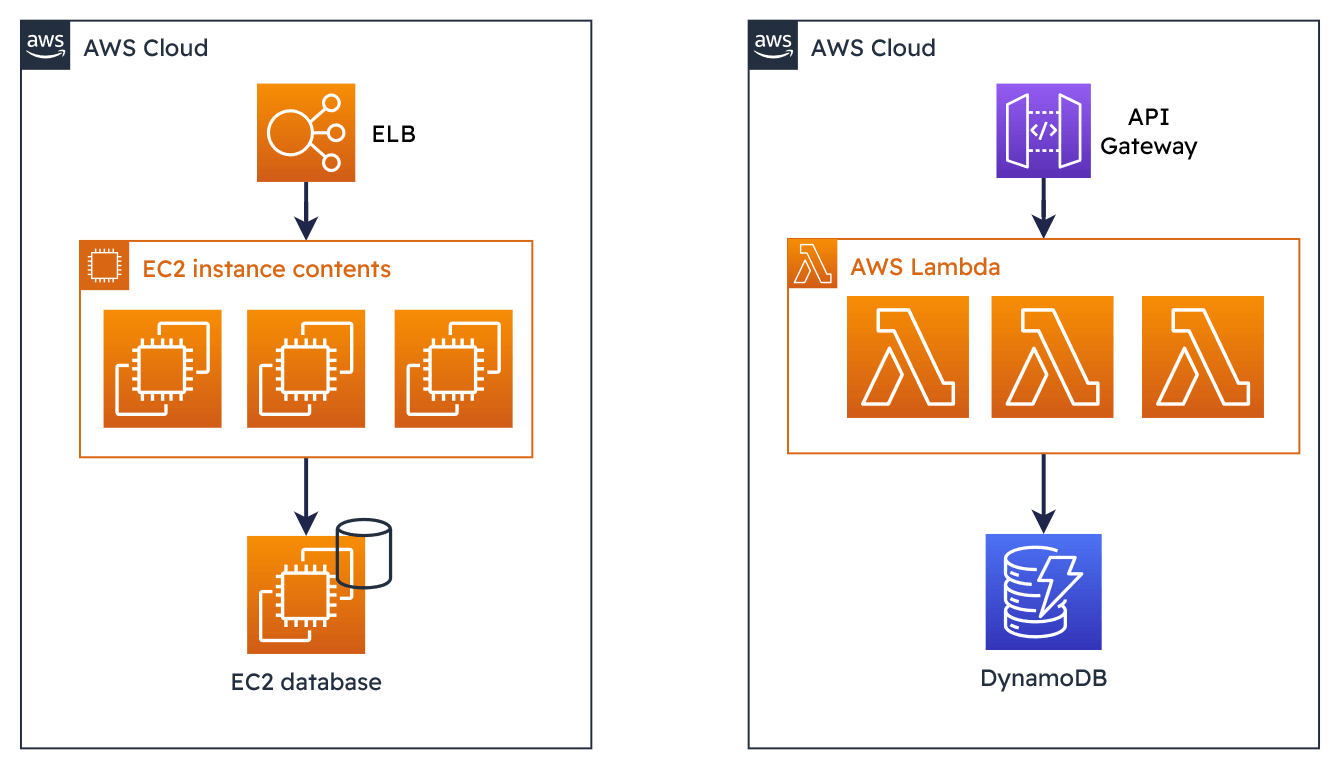 aws
AWS Cloud
ELB
EC2 instance contents
EC2 database
aws
AWS Cloud
</>
API
Gateway
AWS Lambda
DynamoDB